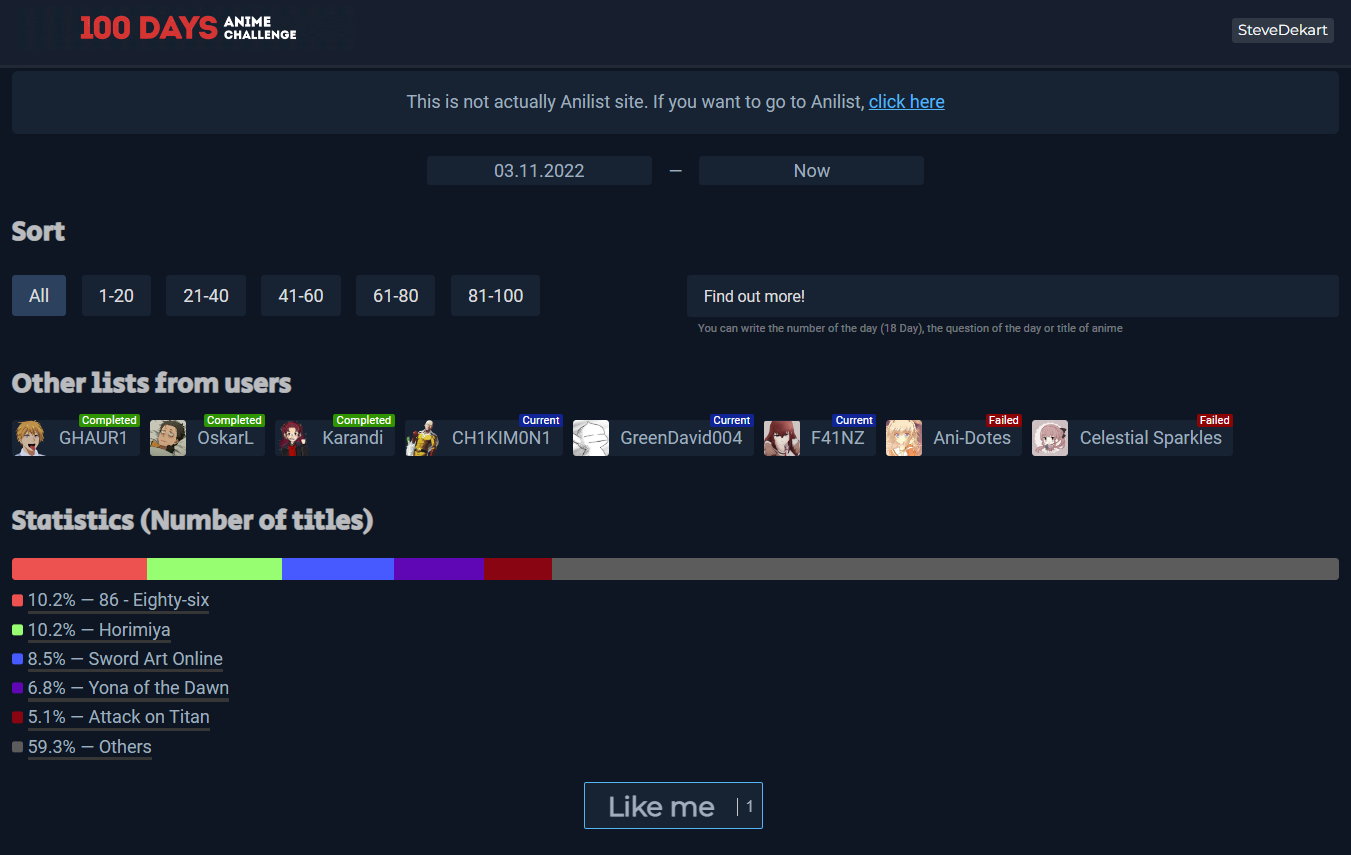 100 DAYS ANIME CHALLENGE
SteveDekart
This is not actually Anilist site. If you want to go to Anilist, click here
03.11.2022 — Now
Sort
All 1-20 21-40 41-60 61-80 81-100
Find out more!
You can write the number of the day (18 Day), the question of the day or title of anime
Other lists from users
Completed Completed Completed Current Current Current Failed Failed
GHAUR1 OskarL Karandi CH1KIM0N1 GreenDavid004 F41NZ Ani-Dotes Celestial Sparkles
Statistics (Number of titles)
10.2% — 86 - Eighty-six
10.2% — Horimiya
8.5% — Sword Art Online
6.8% — Yona of the Dawn
5.1% — Attack on Titan
59.3% — Others
Like me | 1